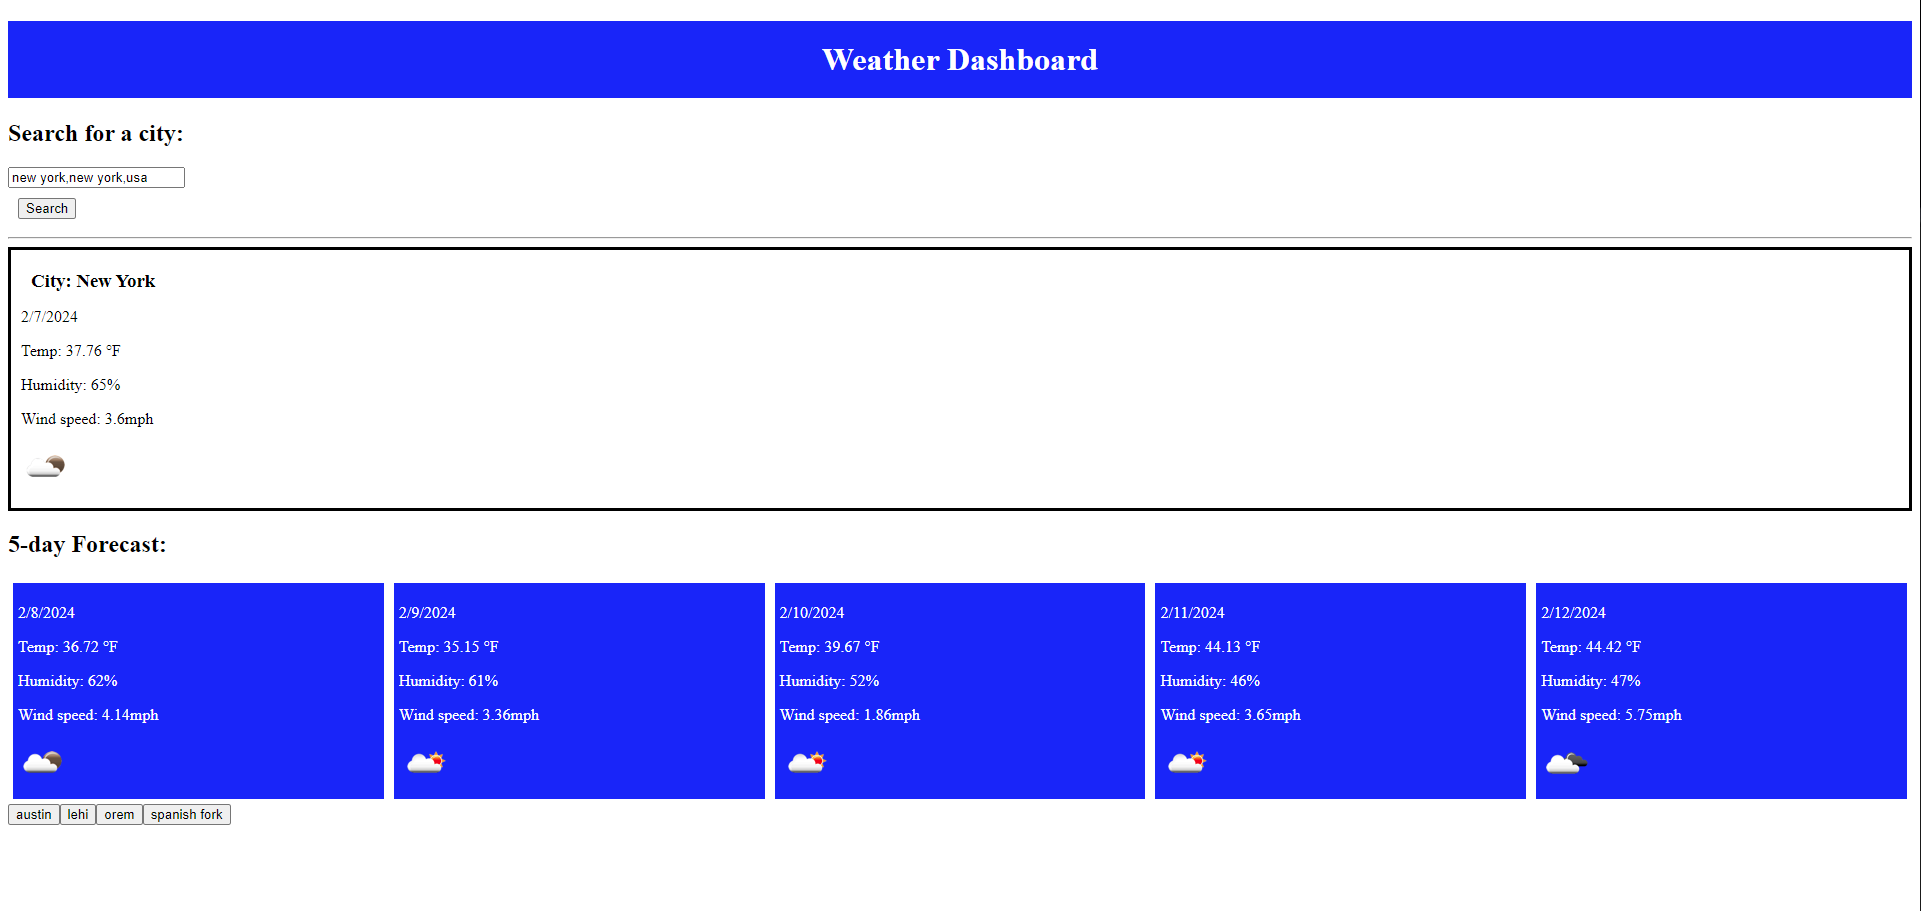 Weather Dashboard
Search for a city:
new york,new york,usa
Search
City: New York
2/7/2024
Temp: 37.76 °F
Humidity: 65%
Wind speed: 3.6mph
5-day Forecast:
2/8/2024
Temp: 36.72 °F
Humidity: 62%
Wind speed: 4.14mph
2/9/2024
Temp: 35.15 °F
Humidity: 61%
Wind speed: 3.36mph
2/10/2024
Temp: 39.67 °F
Humidity: 52%
Wind speed: 1.86mph
2/11/2024
Temp: 44.13 °F
Humidity: 46%
Wind speed: 3.65mph
2/12/2024
Temp: 44.42 °F
Humidity: 47%
Wind speed: 5.75mph
austin lehi orem spanish fork